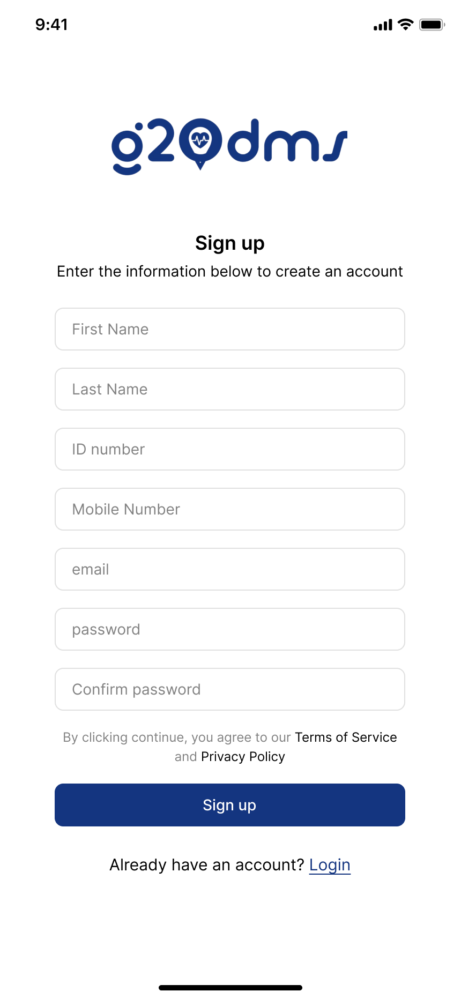 9:41
g20dms
Sign up
Enter the information below to create an account
First Name
Last Name
ID number
Mobile Number
email
password
Confirm password
By clicking continue, you agree to our Terms of Service
and Privacy Policy
Sign up
Already have an account? Login